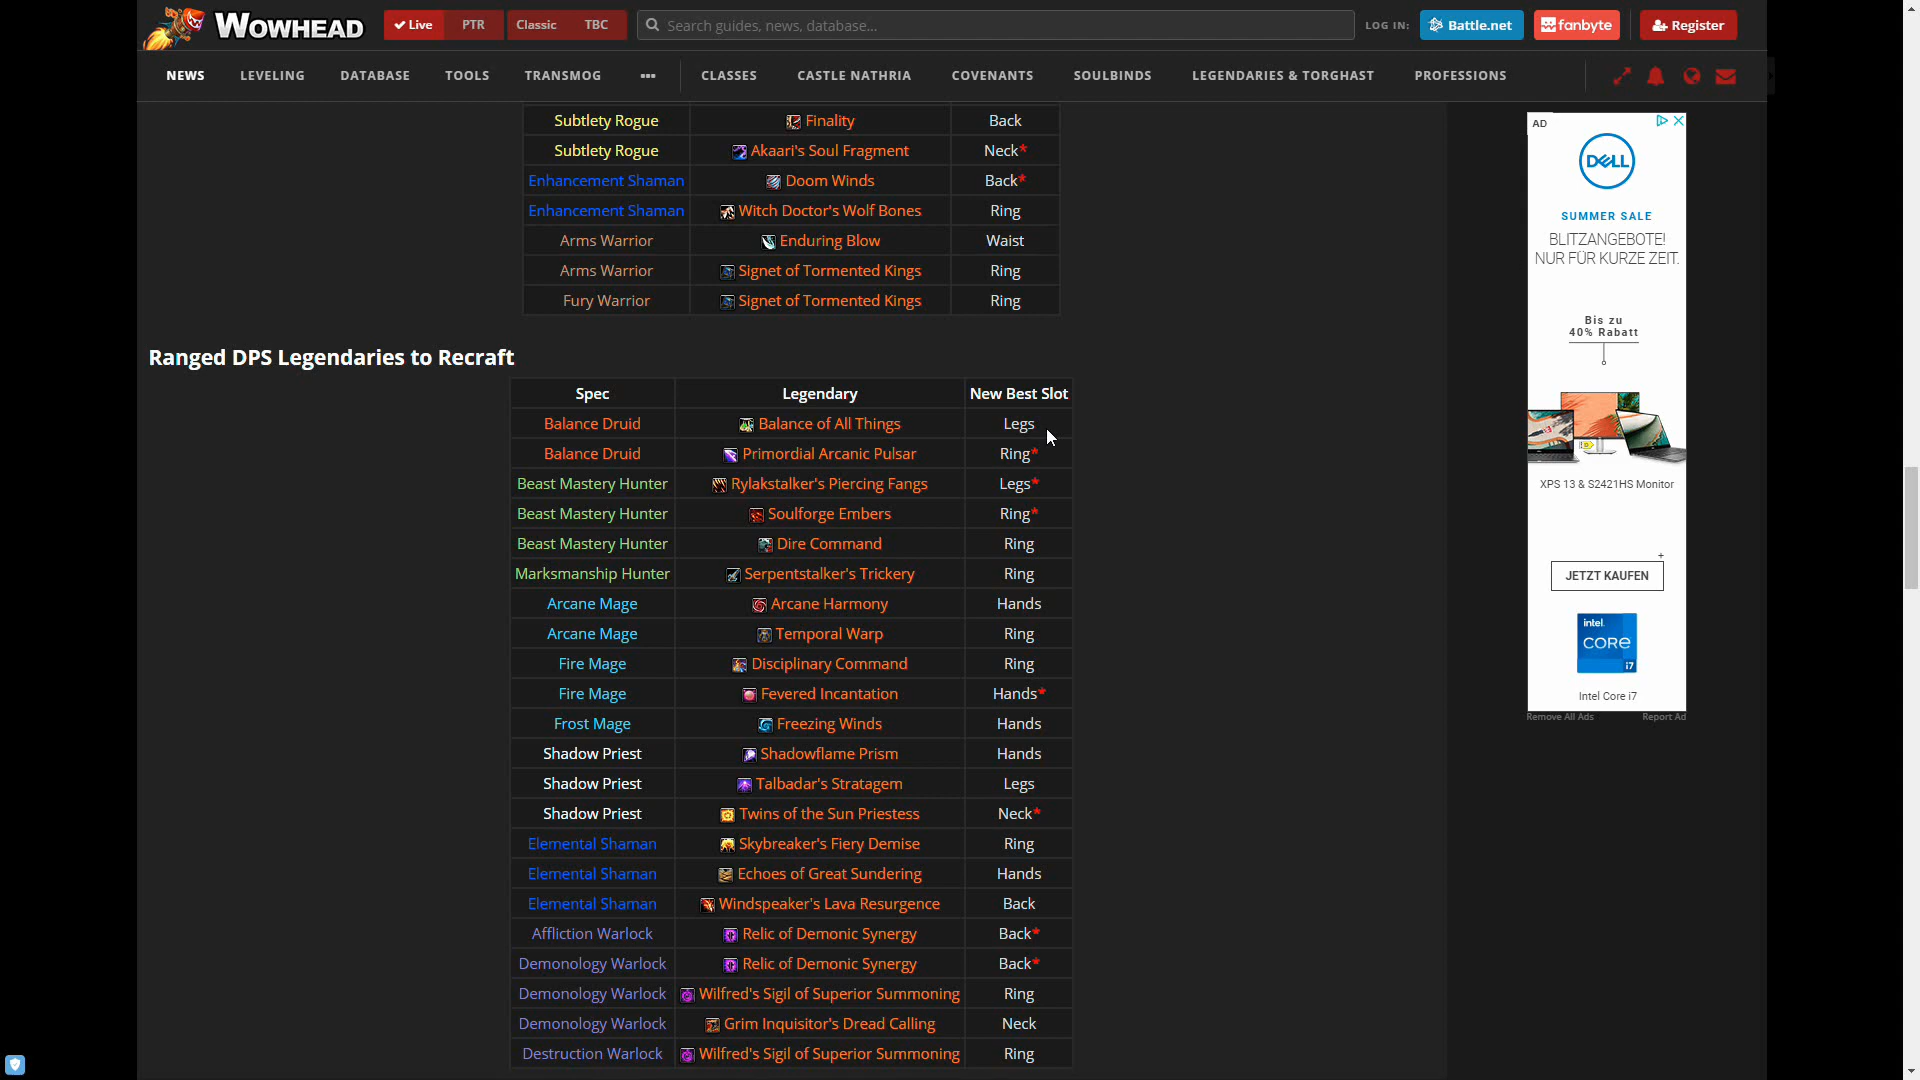 WOWHEAD
Live PTR Classic TBC
Search guides, news, database...
LOG IN: Battle.net fanbyte Register
NEWS LEVELING DATABASE TOOLS TRANSMOG ••• CLASSES CASTLE NATHRIA COVENANTS SOULBINDS LEGENDARIES & TORGHAST PROFESSIONS
Subtlety Rogue Finality Back
Subtlety Rogue Akaari's Soul Fragment Neck*
Enhancement Shaman Doom Winds Back*
Enhancement Shaman Witch Doctor's Wolf Bones Ring
Arms Warrior Enduring Blow Waist
Arms Warrior Signet of Tormented Kings Ring
Fury Warrior Signet of Tormented Kings Ring
Ranged DPS Legendaries to Recraft
Spec Legendary New Best Slot
Balance Druid Balance of All Things Legs
Balance Druid Primordial Arcanic Pulsar Ring*
Beast Mastery Hunter Rylakstalker's Piercing Fangs Legs*
Beast Mastery Hunter Soulforge Embers Ring*
Beast Mastery Hunter Dire Command Ring
Marksmanship Hunter Serpentstalker's Trickery Ring
Arcane Mage Arcane Harmony Hands
Arcane Mage Temporal Warp Ring
Fire Mage Disciplinary Command Ring
Fire Mage Fevered Incantation Hands*
Frost Mage Freezing Winds Hands
Shadow Priest Shadowflame Prism Hands
Shadow Priest Talbadar's Stratagem Legs
Shadow Priest Twins of the Sun Priestess Neck*
Elemental Shaman Skybreaker's Fiery Demise Ring
Elemental Shaman Echoes of Great Sundering Hands
Elemental Shaman Windspeaker's Lava Resurgence Back
Affliction Warlock Relic of Demonic Synergy Back*
Demonology Warlock Relic of Demonic Synergy Back*
Demonology Warlock Wilfred's Sigil of Superior Summoning Ring
Demonology Warlock Grim Inquisitor's Dread Calling Neck
Destruction Warlock Wilfred's Sigil of Superior Summoning Ring
AD
DELL
SUMMER SALE
BLITZANGEBOTE!
NUR FÜR KURZE ZEIT.
Bis zu
40% Rabatt
XPS 13 & S2421HS Monitor
+
JETZT KAUFEN
intel.
CORE
i7
Intel Core i7
Remove All Ads Report Ad